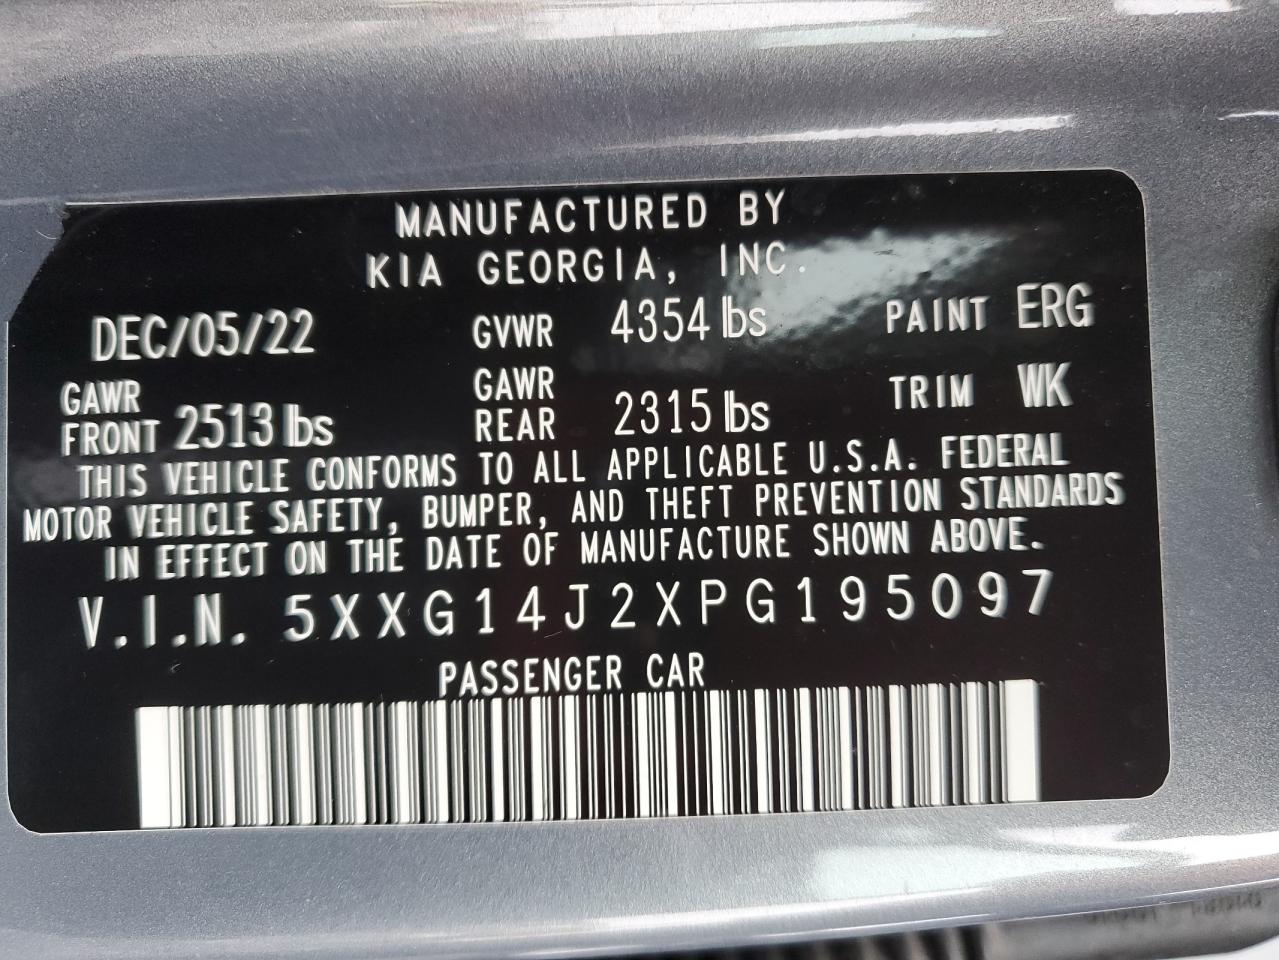 MANUFACTURED BY
KIA GEORGIA, INC.
DEC/05/22 GVWR 4354 lbs PAINT ERG
GAWR FRONT 2513 lbs GAWR REAR 2315 lbs TRIM WK
THIS VEHICLE CONFORMS TO ALL APPLICABLE U.S.A. FEDERAL
MOTOR VEHICLE SAFETY, BUMPER, AND THEFT PREVENTION STANDARDS
IN EFFECT ON THE DATE OF MANUFACTURE SHOWN ABOVE.
V.I.N. 5XXG14J2XPG195097
PASSENGER CAR